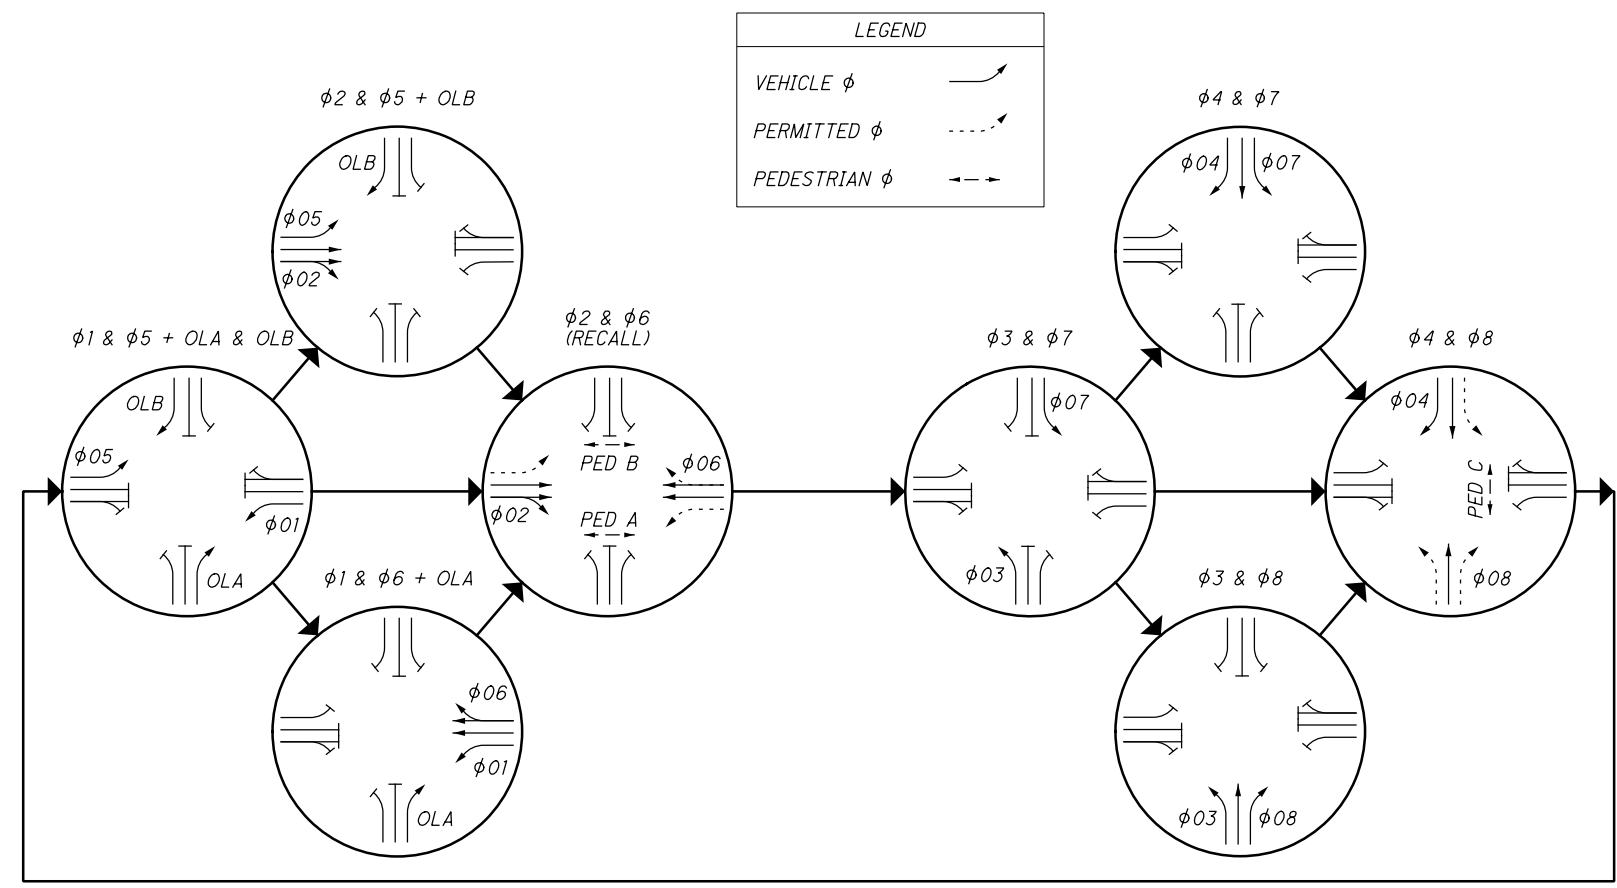 LEGEND
VEHICLE ϕ
PERMITTED ϕ
PEDESTRIAN ϕ
ϕ2 & ϕ5 + OLB
OLB
ϕ05
ϕ02
ϕ1 & ϕ5 + OLA & OLB
OLB
ϕ05
ϕ01
OLA
ϕ2 & ϕ6
(RECALL)
PED B
ϕ06
ϕ02
PED A
ϕ1 & ϕ6 + OLA
ϕ06
ϕ01
OLA
ϕ4 & ϕ7
ϕ04
ϕ07
ϕ3 & ϕ7
ϕ07
ϕ03
ϕ4 & ϕ8
ϕ04
PED C
ϕ08
ϕ3 & ϕ8
ϕ03
ϕ08